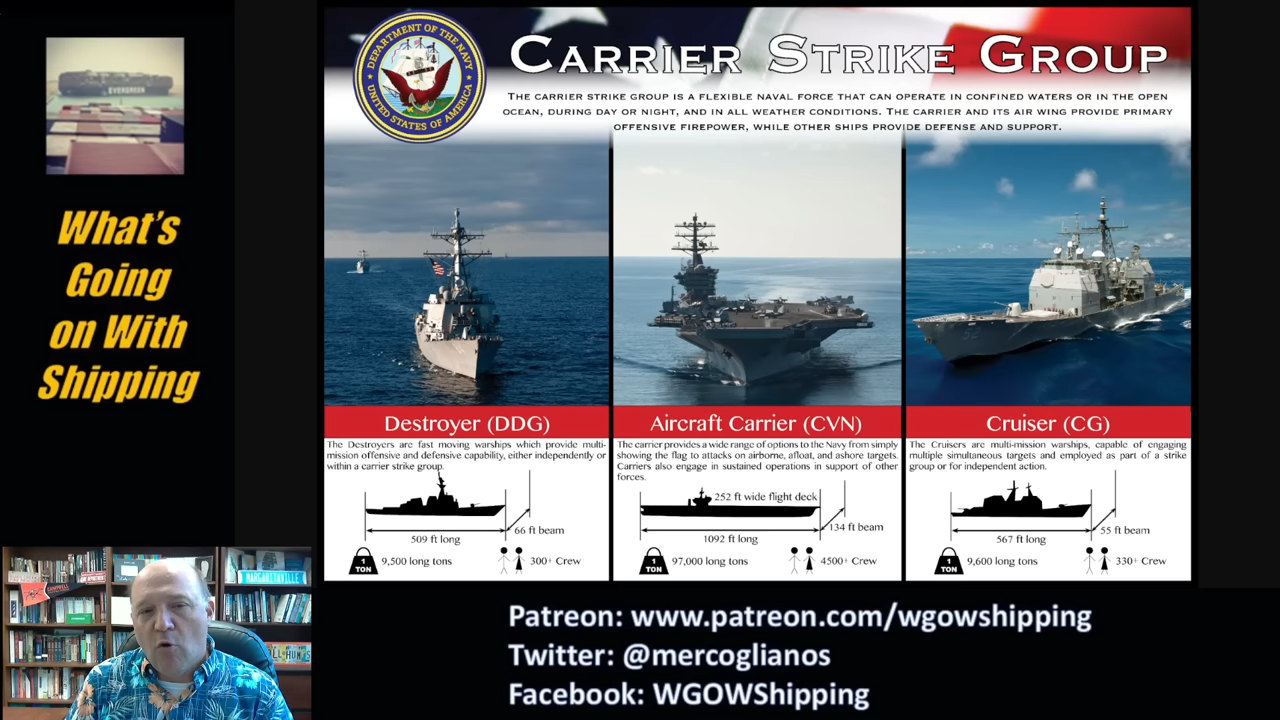 EVERGREEN
What's
Going
on With
Shipping
DEPARTMENT OF THE NAVY
UNITED STATES OF AMERICA
CARRIER STRIKE GROUP
THE CARRIER STRIKE GROUP IS A FLEXIBLE NAVAL FORCE THAT CAN OPERATE IN CONFINED WATERS OR IN THE OPEN
OCEAN, DURING DAY OR NIGHT, AND IN ALL WEATHER CONDITIONS. THE CARRIER AND ITS AIR WING PROVIDE PRIMARY
OFFENSIVE FIREPOWER, WHILE OTHER SHIPS PROVIDE DEFENSE AND SUPPORT.
Destroyer (DDG)
The Destroyers are fast moving warships which provide multi-
mission offensive and defensive capability, either independently or
within a carrier strike group.
66 ft beam
509 ft long
1
TON
9,500 long tons
300+ Crew
Aircraft Carrier (CVN)
The carrier provides a wide range of options to the Navy from simply
showing the flag to attacks on airborne, afloat, and ashore targets.
Carriers also engage in sustained operations in support of other
forces.
252 ft wide flight deck
134 ft beam
1092 ft long
1
TON
97,000 long tons
4500+ Crew
Cruiser (CG)
The Cruisers are multi-mission warships, capable of engaging
multiple simultaneous targets and employed as part of a strike
group or for independent action.
55 ft beam
567 ft long
1
TON
9,600 long tons
330+ Crew
MARGARITAVILLE
Patreon: www.patreon.com/wgowshipping
Twitter: @mercoglianos
Facebook: WGOWShipping